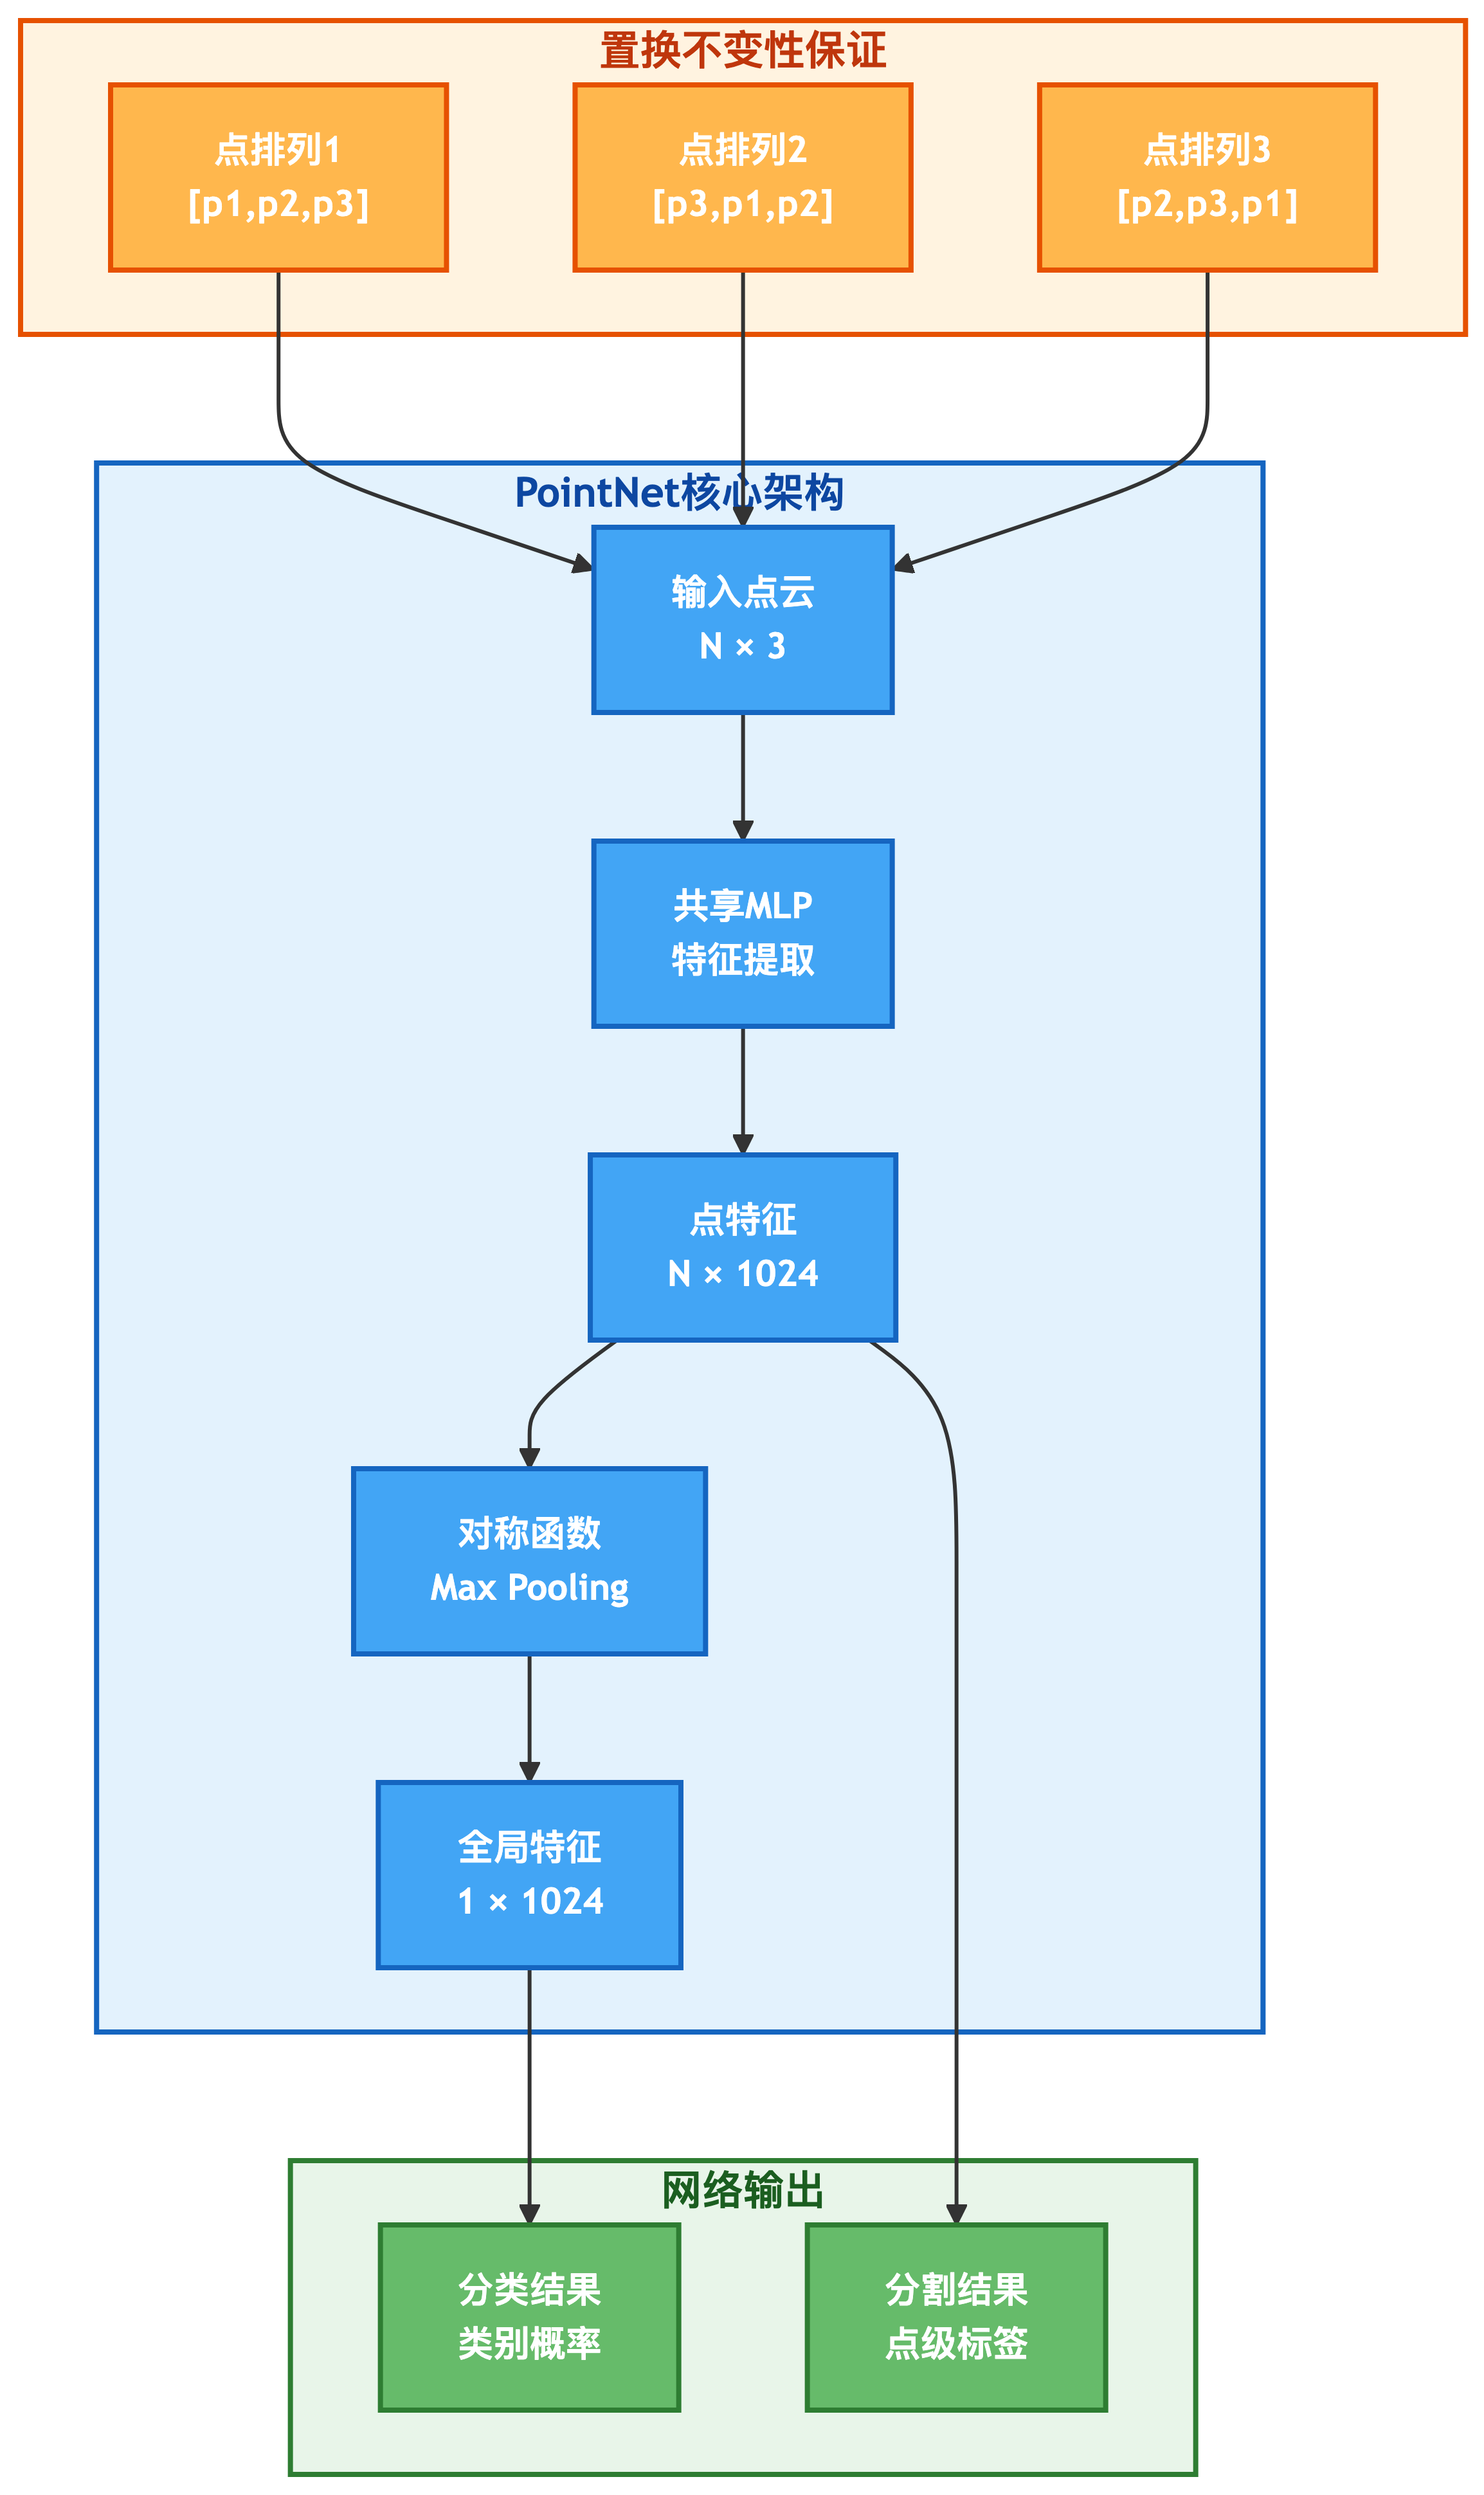 置换不变性保证
点排列1
[p1,p2,p3]
点排列2
[p3,p1,p2]
点排列3
[p2,p3,p1]
PointNet核心架构
输入点云
N × 3
共享MLP
特征提取
点特征
N × 1024
对称函数
Max Pooling
全局特征
1 × 1024
网络输出
分类结果
类别概率
分割结果
点级标签